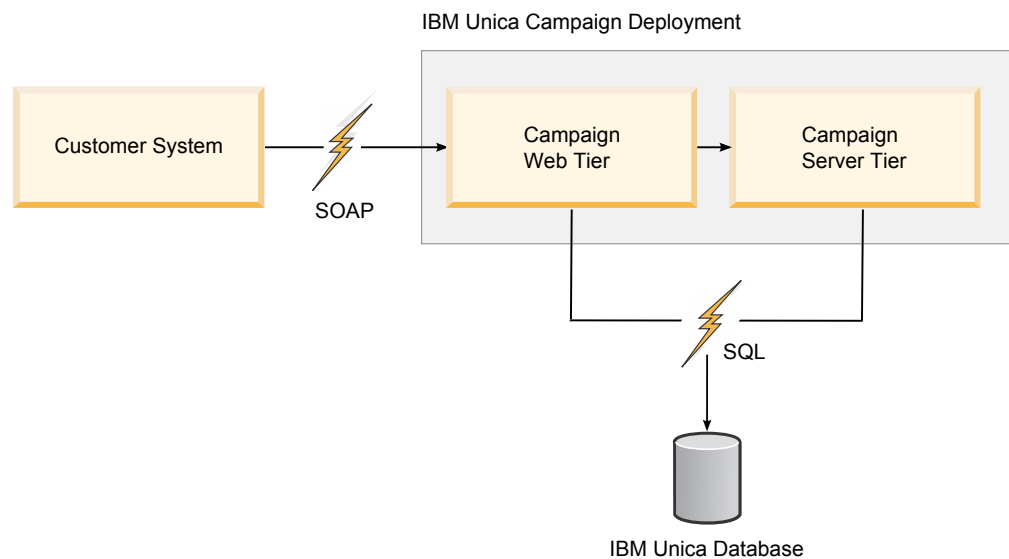 IBM Unica Campaign Deployment
Customer System
SOAP
Campaign
Web Tier
Campaign
Server Tier
SQL
IBM Unica Database